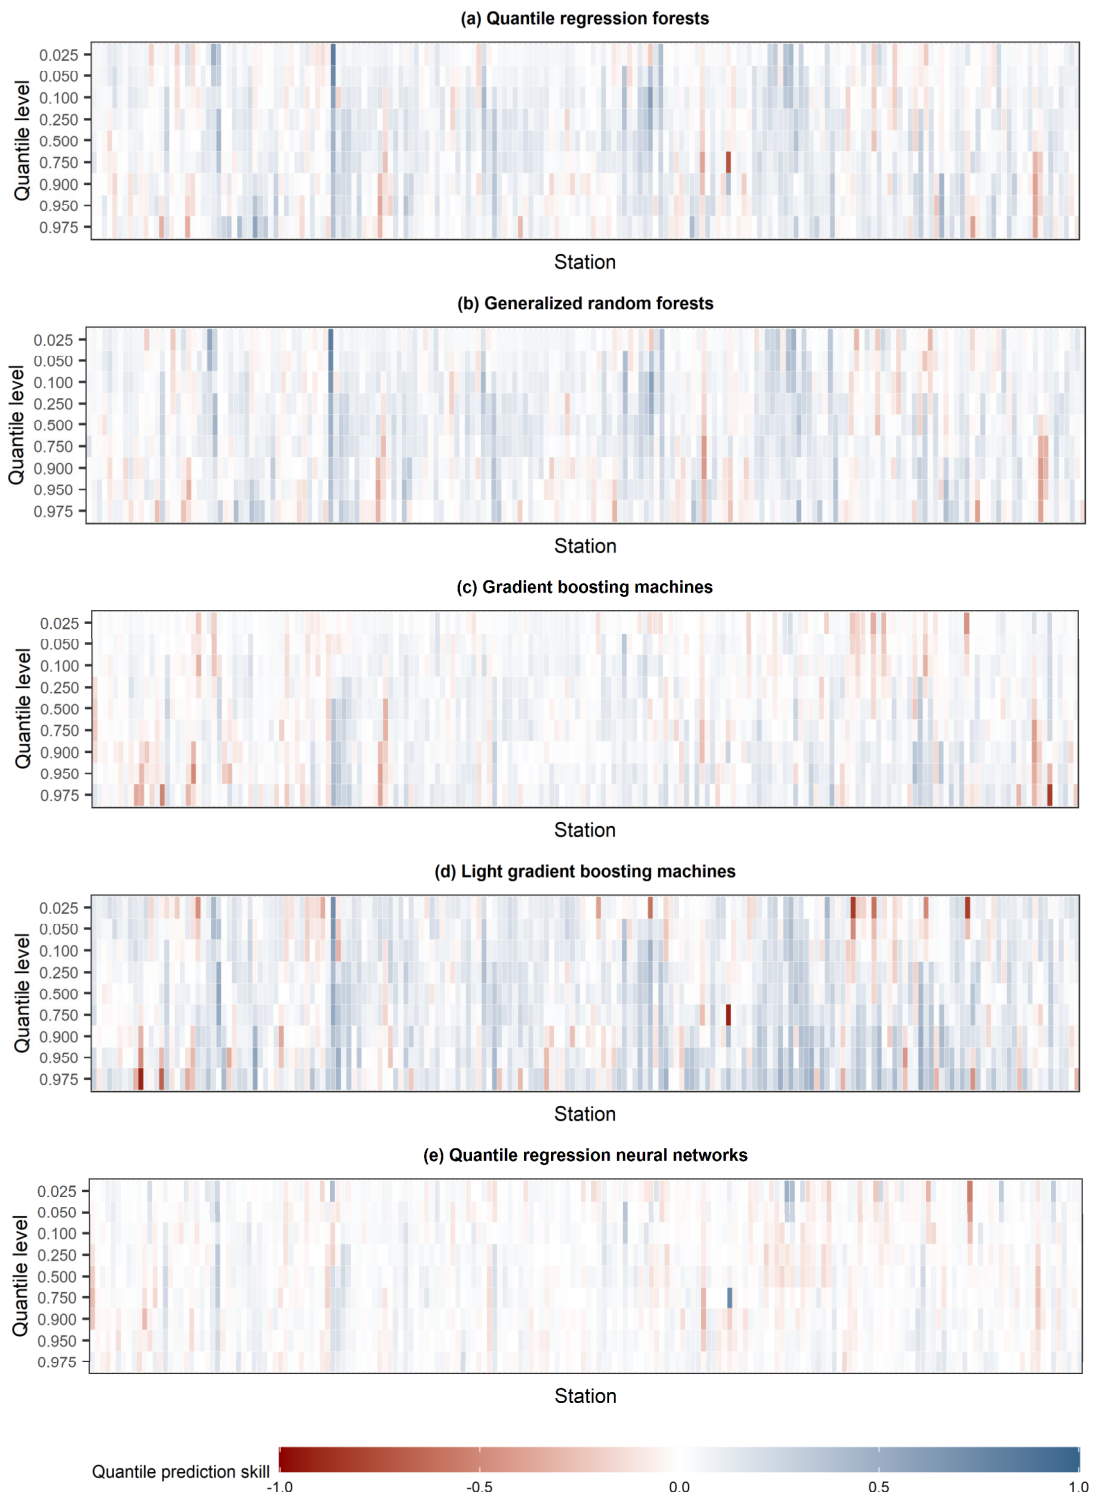 (a) Quantile regression forests
Quantile level
0.025
0.050
0.100
0.250
0.500
0.750
0.900
0.950
0.975
Station
(b) Generalized random forests
Quantile level
0.025
0.050
0.100
0.250
0.500
0.750
0.900
0.950
0.975
Station
(c) Gradient boosting machines
Quantile level
0.025
0.050
0.100
0.250
0.500
0.750
0.900
0.950
0.975
Station
(d) Light gradient boosting machines
Quantile level
0.025
0.050
0.100
0.250
0.500
0.750
0.900
0.950
0.975
Station
(e) Quantile regression neural networks
Quantile level
0.025
0.050
0.100
0.250
0.500
0.750
0.900
0.950
0.975
Station
Quantile prediction skill
-1.0 -0.5 0.0 0.5 1.0